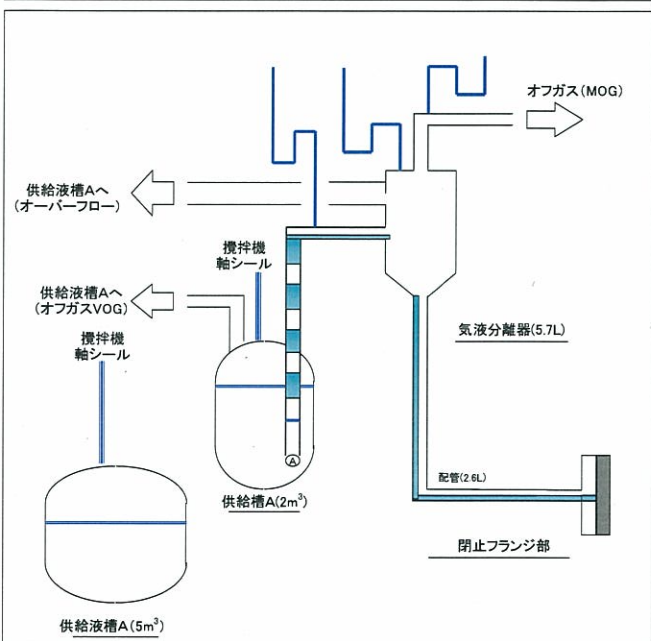 オフガス(MOG)
供給液槽Aへ
(オーバーフロー)
攪拌機
軸シール
供給液槽Aへ
(オフガスVOG)
攪拌機
軸シール
気液分離器(5.7L)
配管(2.6L)
A
供給槽A(2m³)
閉止フランジ部
供給液槽A(5m³)